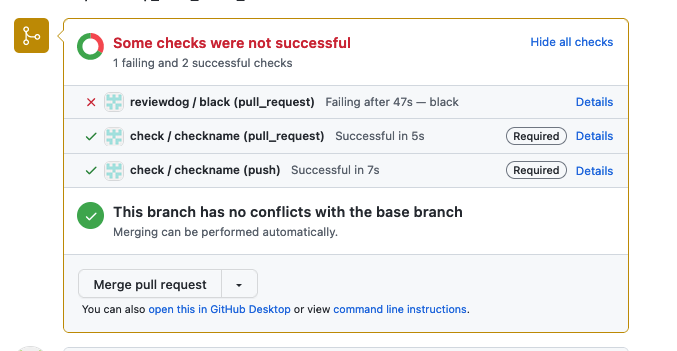 Some checks were not successful
Hide all checks
1 failing and 2 successful checks
reviewdog / black (pull_request) Failing after 47s — black Details
check / checkname (pull_request) Successful in 5s Required Details
check / checkname (push) Successful in 7s Required Details
This branch has no conflicts with the base branch
Merging can be performed automatically.
Merge pull request
You can also open this in GitHub Desktop or view command line instructions.